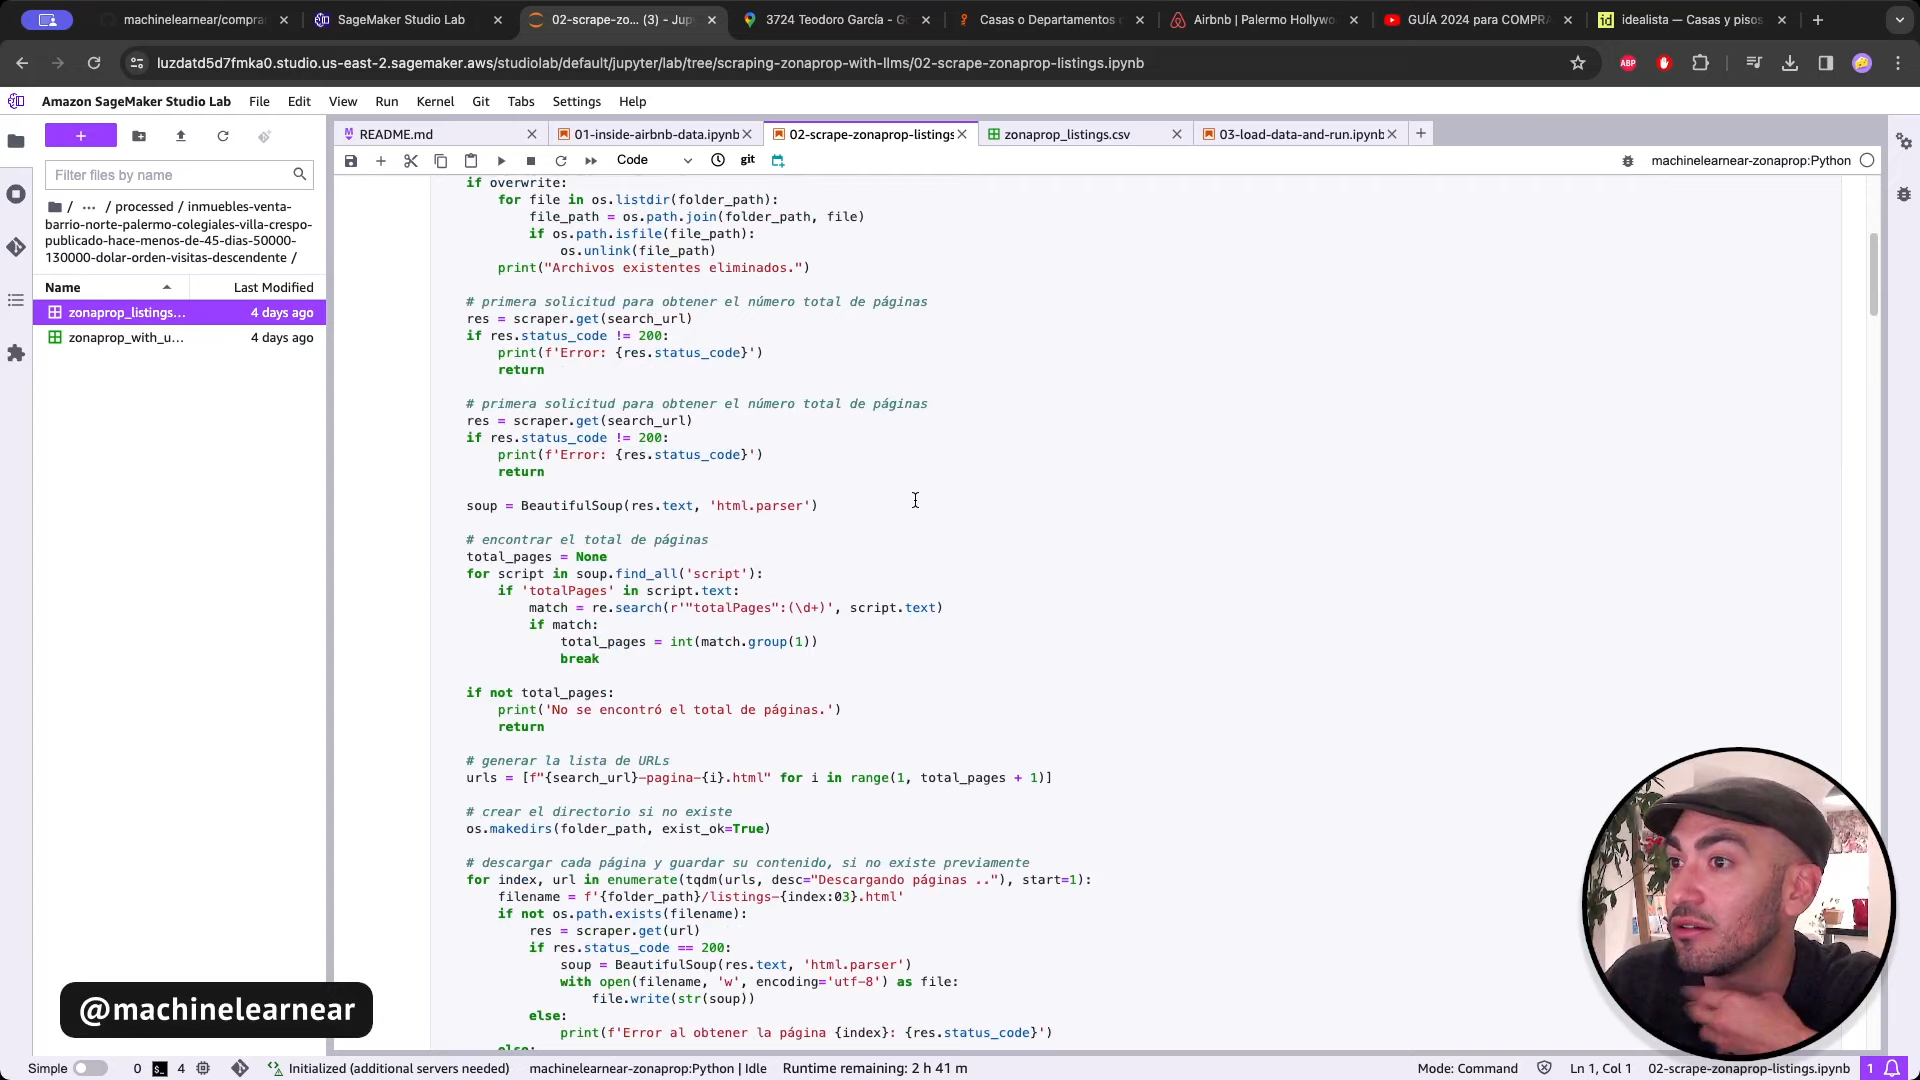 machinelearnear/compra
SageMaker Studio Lab
02-scrape-zo... (3) - Jup
3724 Teodoro García - G
Casas o Departamentos
Airbnb | Palermo Hollywo
GUÍA 2024 para COMPRA
idealista — Casas y pisos
luzdatd5d7fmka0.studio.us-east-2.sagemaker.aws/studiolab/default/jupyter/lab/tree/scraping-zonaprop-with-llms/02-scrape-zonaprop-listings.ipynb
ABP
Amazon SageMaker Studio Lab File Edit View Run Kernel Git Tabs Settings Help
README.md
01-inside-airbnb-data.ipynb
02-scrape-zonaprop-listings
zonaprop_listings.csv
03-load-data-and-run.ipynb
Code
git
machinelearnear-zonaprop:Python
Filter files by name
/ ... / processed / inmuebles-venta-
barrio-norte-palermo-colegiales-villa-crespo-
publicado-hace-menos-de-45-dias-50000-
130000-dolar-orden-visitas-descendente /
Name Last Modified
zonaprop_listings... 4 days ago
zonaprop_with_u... 4 days ago
if overwrite:
for file in os.listdir(folder_path):
file_path = os.path.join(folder_path, file)
if os.path.isfile(file_path):
os.unlink(file_path)
print("Archivos existentes eliminados.")
# primera solicitud para obtener el número total de páginas
res = scraper.get(search_url)
if res.status_code != 200:
print(f'Error: {res.status_code}')
return
# primera solicitud para obtener el número total de páginas
res = scraper.get(search_url)
if res.status_code != 200:
print(f'Error: {res.status_code}')
return
soup = BeautifulSoup(res.text, 'html.parser')
# encontrar el total de páginas
total_pages = None
for script in soup.find_all('script'):
if 'totalPages' in script.text:
match = re.search(r'"totalPages":(\d+)', script.text)
if match:
total_pages = int(match.group(1))
break
if not total_pages:
print('No se encontró el total de páginas.')
return
# generar la lista de URLs
urls = [f"{search_url}-pagina-{i}.html" for i in range(1, total_pages + 1)]
# crear el directorio si no existe
os.makedirs(folder_path, exist_ok=True)
# descargar cada página y guardar su contenido, si no existe previamente
for index, url in enumerate(tqdm(urls, desc="Descargando páginas .."), start=1):
filename = f'{folder_path}/listings-{index:03}.html'
if not os.path.exists(filename):
res = scraper.get(url)
if res.status_code == 200:
soup = BeautifulSoup(res.text, 'html.parser')
with open(filename, 'w', encoding='utf-8') as file:
file.write(str(soup))
else:
print(f'Error al obtener la página {index}: {res.status_code}')
else:
@machinelearnear
Simple 0 4 Initialized (additional servers needed) machinelearnear-zonaprop:Python | Idle Runtime remaining: 2 h 41 m Mode: Command Ln 1, Col 1 02-scrape-zonaprop-listings.ipynb 1